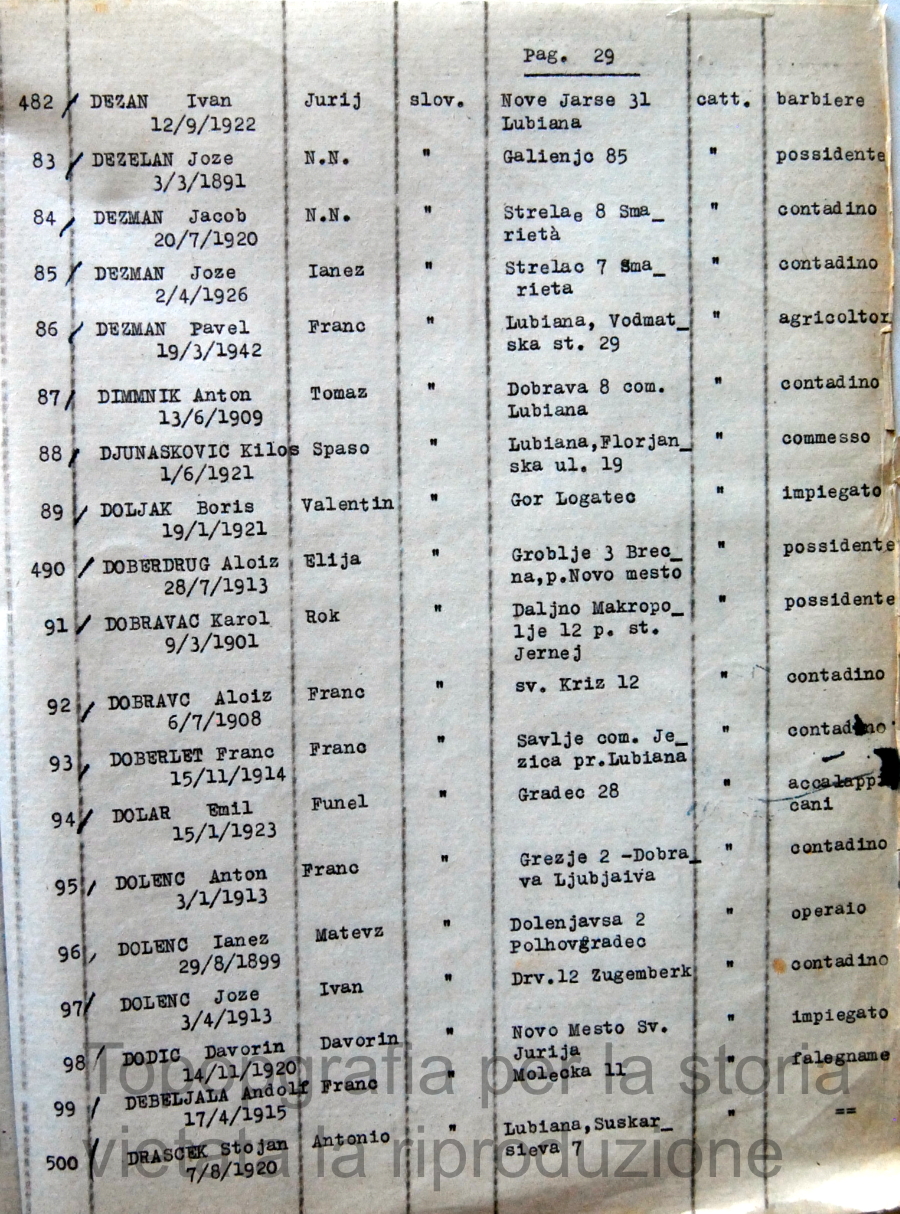 Pag. 29
482 / DEZAN Ivan Jurij slov. Nove Jarse 31 catt. barbiere
12/9/1922 Lubiana
83 / DEZELAN Joze N.N. " Galienjc 85 " possidente
3/3/1891
84 / DEZMAN Jacob N.N. " Strelae 8 Sma_ " contadino
20/7/1920 rietà
85 / DEZMAN Joze Ianez " Strelac 7 Sma_ " contadino
2/4/1926 rieta
86 / DEZMAN Pavel Franc " Lubiana, Vodmat_ " agricoltor
19/3/1942 ska st. 29
87 / DIMMNIK Anton Tomaz " Dobrava 8 com. " contadino
13/6/1909 Lubiana
88 / DJUNASKOVIC Kilos Spaso " Lubiana,Florjan_ " commesso
1/6/1921 ska ul. 19
89 / DOLJAK Boris Valentin " Gor Logatec " impiegato
19/1/1921
490 / DOBERDRUG Aloiz Elija " Groblje 3 Brec_ " possidente
28/7/1913 na,p.Novo mesto
91 / DOBRAVAC Karol Rok " Daljno Makropo_ " possidente
9/3/1901 lje 12 p. st.
Jernej
92 / DOBRAVC Aloiz Franc " sv. Kriz 12 " contadino
6/7/1908
93 / DOBERLET Franc Franc " Savlje com. Je_ " contadino
15/11/1914 zica pr.Lubiana
94 / DOLAR Emil Funel " Gradec 28 " accalappi
15/1/1923 cani
95 / DOLENC Anton Franc " Grezje 2 -Dobra_ " contadino
3/1/1913 va Ljubjaiva
96 / DOLENC Ianez Matevz " Dolenjavsa 2 " operaio
29/8/1899 Polhovgradec
97 / DOLENC Joze Ivan " Drv.12 Zugemberk " contadino
3/4/1913
98 / DODIC Davorin Davorin " Novo Mesto Sv. " impiegato
14/11/1920 Jurija
99 / DEBELJALA Andolf Franc " Molecka 11 " falegname
17/4/1915
500 / DRASCEK Stojan Antonio " Lubiana,Suskar_ " ==
7/8/1920 sieva 7
Topongrafia per la storia
vietata la riproduzione